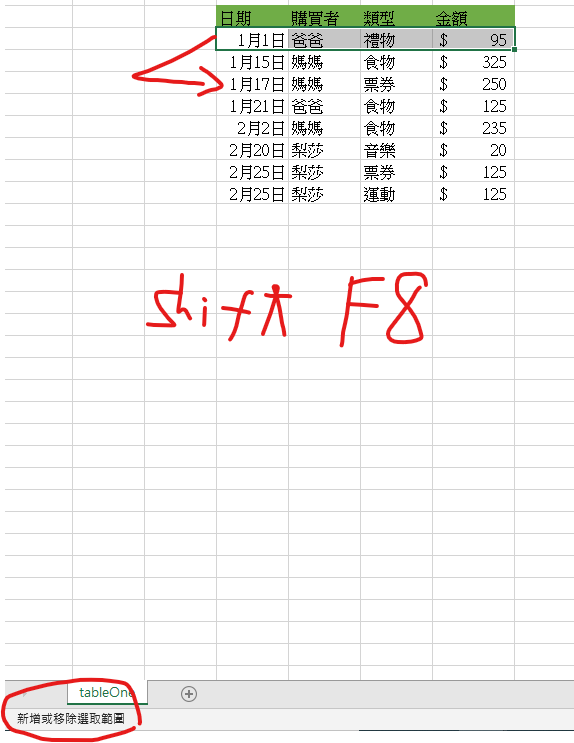 日期 購買者 類型 金額
1月1日 爸爸 禮物 $ 95
1月15日 媽媽 食物 $ 325
1月17日 媽媽 票券 $ 250
1月21日 爸爸 食物 $ 125
2月2日 媽媽 食物 $ 235
2月20日 梨莎 音樂 $ 20
2月25日 梨莎 票券 $ 125
2月25日 梨莎 運動 $ 125
shift F8
tableOne
新增或移除選取範圍